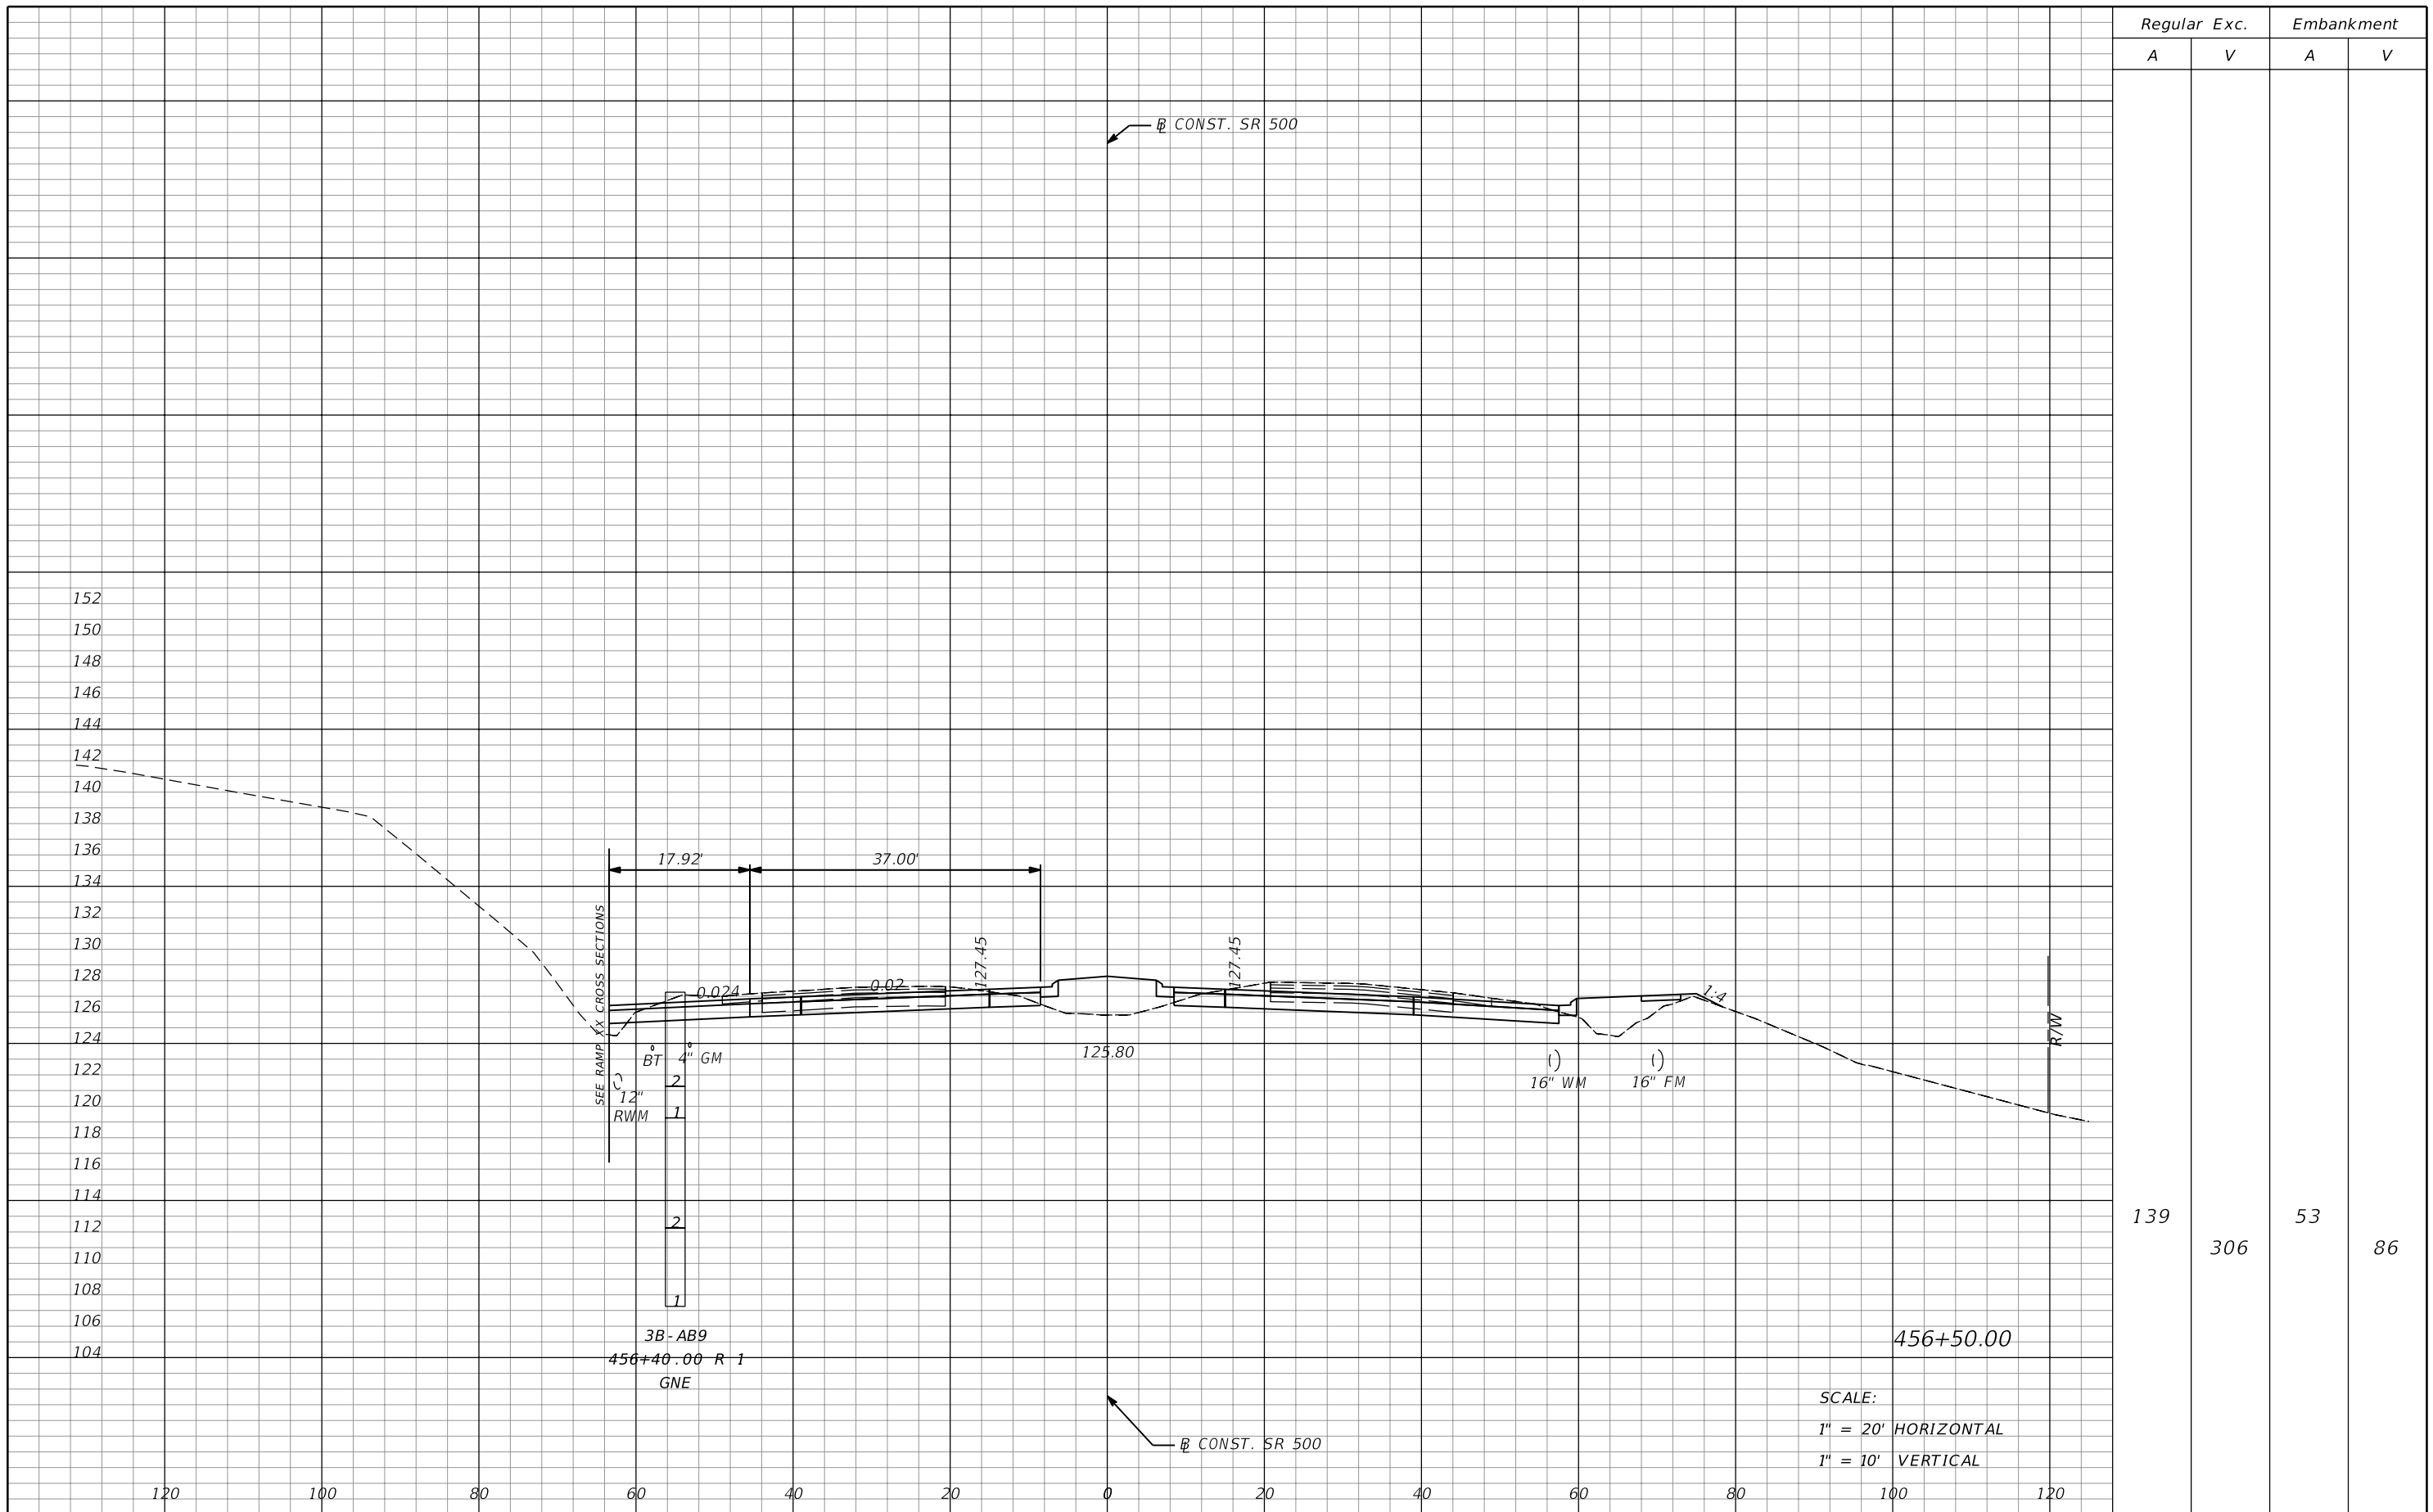 Regular Exc. Embankment
A V A V
℄ CONST. SR 500
152
150
148
146
144
142
140
138
136
134
132
130
128
126
124
122
120
118
116
114
112
110
108
106
104
17.92' 37.00'
SEE RAMP XX CROSS SECTIONS
127.45 127.45
0.024 0.02
1:4
R/W
BT 4" GM
125.80
12"
RWM
16" WM 16" FM
2
1
2
1
139 53
306 86
3B-AB9
456+40.00 R 1
GNE
456+50.00
SCALE:
1" = 20' HORIZONTAL
1" = 10' VERTICAL
℄ CONST. SR 500
120 100 80 60 40 20 0 20 40 60 80 100 120